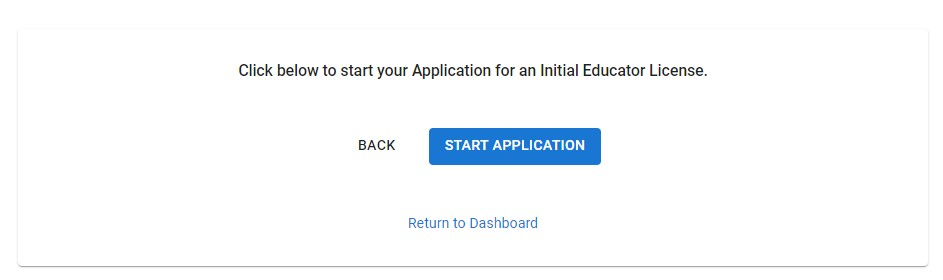 Click below to start your Application for an Initial Educator License.
BACK START APPLICATION
Return to Dashboard